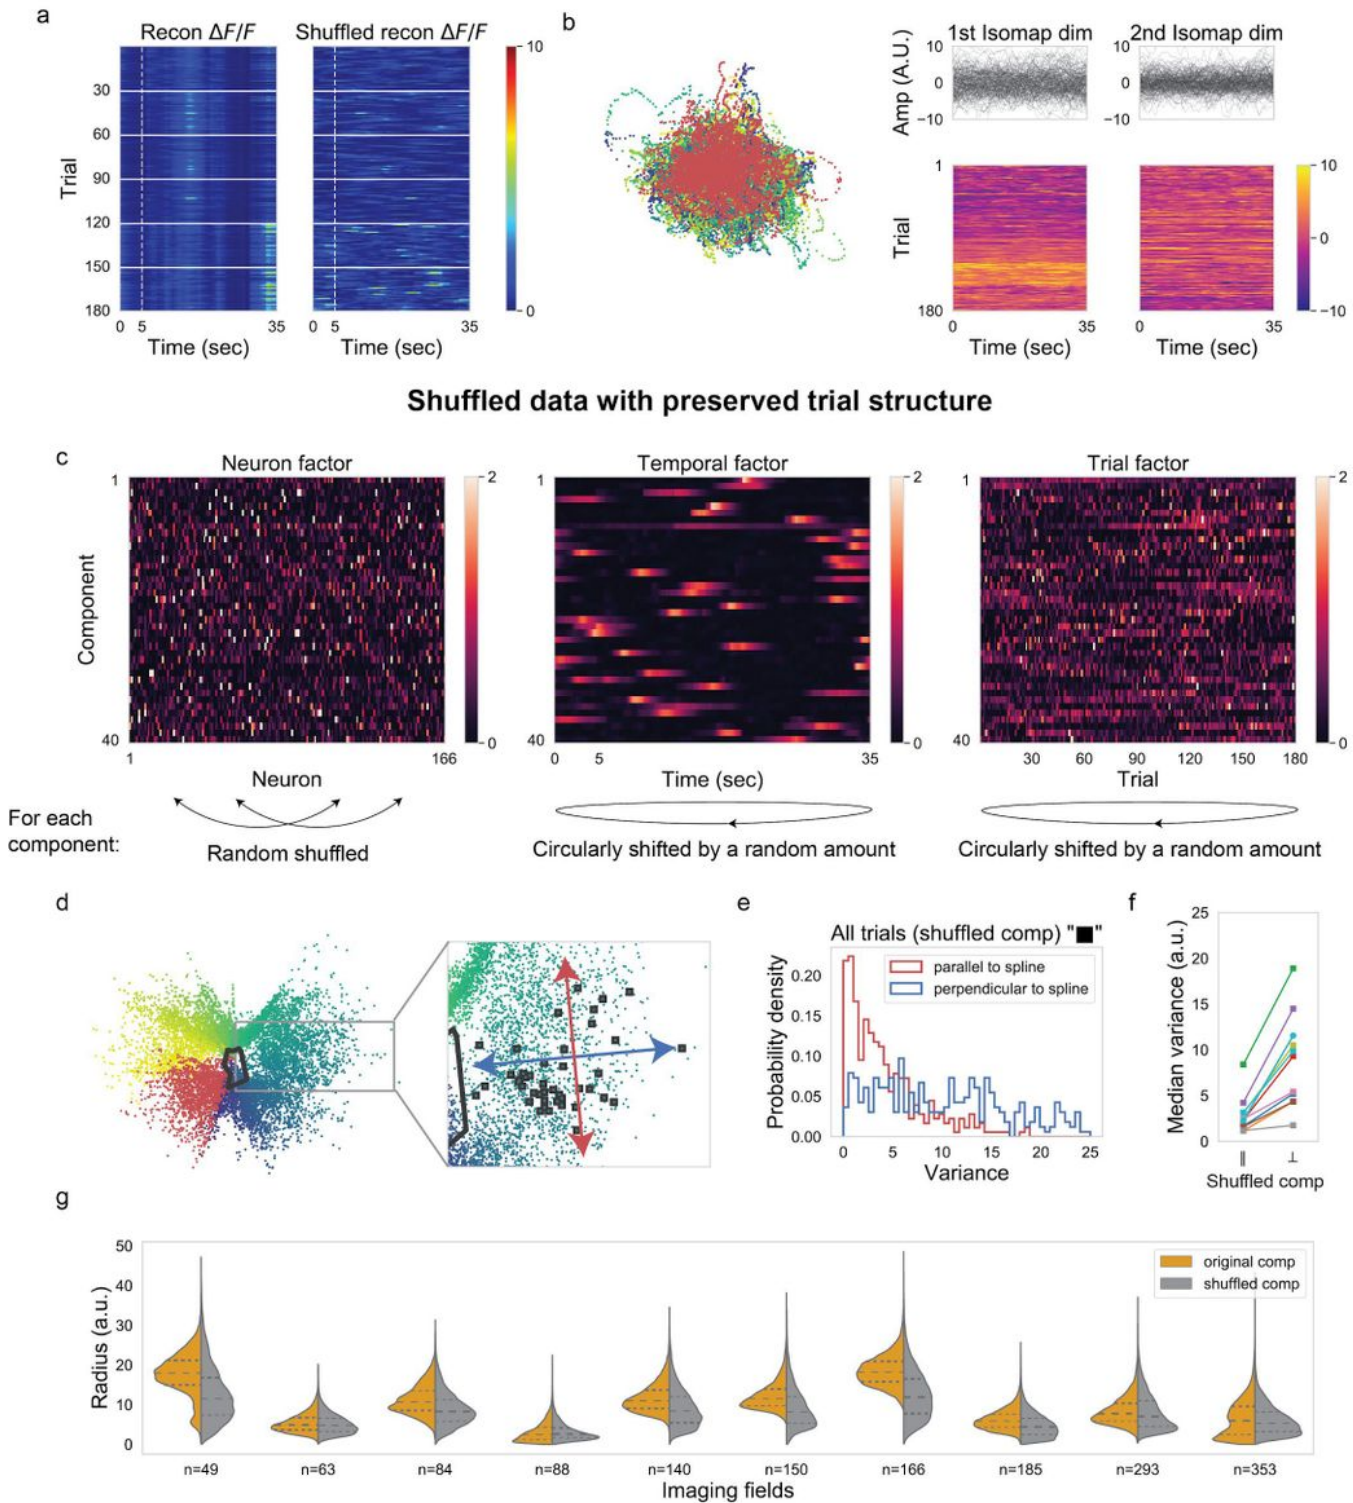 a
Recon ΔF/F
Shuffled recon ΔF/F
10
0
Trial
30
60
90
120
150
180
0 5 35
0 5 35
Time (sec)
Time (sec)
b
1st Isomap dim
2nd Isomap dim
Amp (A.U.)
10
0
−10
10
0
−10
Trial
1
180
10
0
−10
0 35
0 35
Time (sec)
Time (sec)
Shuffled data with preserved trial structure
c
Neuron factor
Temporal factor
Trial factor
Component
1
40
2
0
1
40
2
0
1
40
2
0
1 166
0 5 35
30 60 90 120 150 180
Neuron
Time (sec)
Trial
For each
component:
Random shuffled
Circularly shifted by a random amount
Circularly shifted by a random amount
d
e
All trials (shuffled comp) "■"
parallel to spline
perpendicular to spline
Probability density
0.20
0.15
0.10
0.05
0.00
0 5 10 15 20 25
Variance
f
Median variance (a.u.)
25
20
15
10
5
0
∥ ⊥
Shuffled comp
g
Radius (a.u.)
50
40
30
20
10
0
original comp
shuffled comp
n=49 n=63 n=84 n=88 n=140 n=150 n=166 n=185 n=293 n=353
Imaging fields